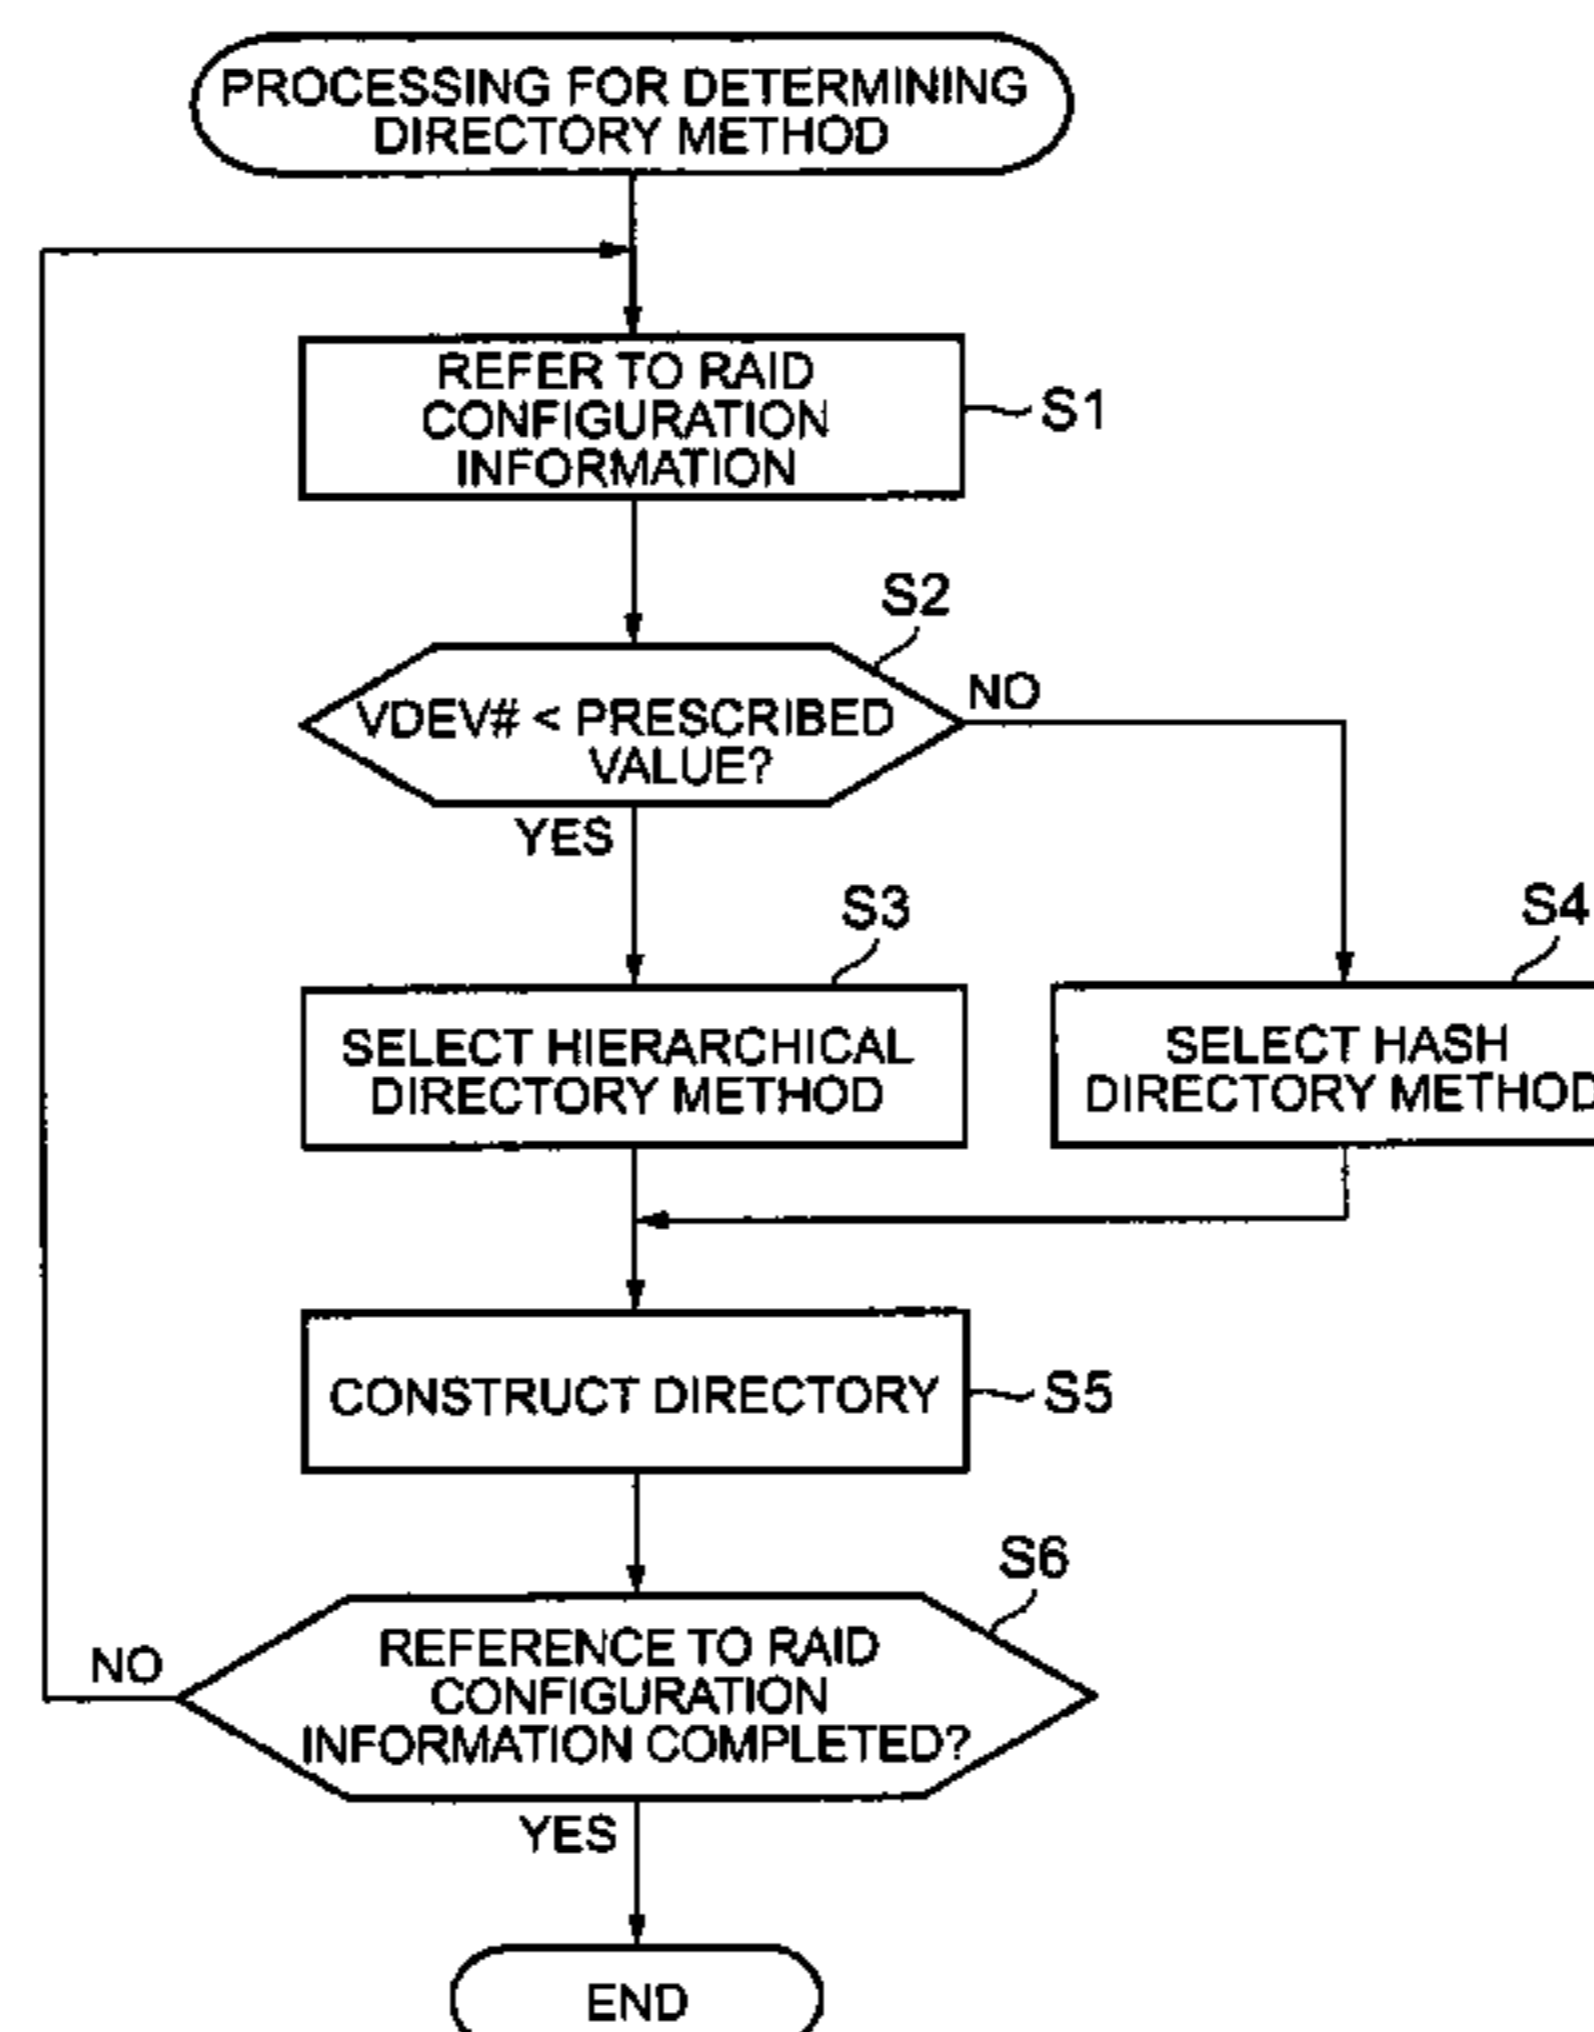 PROCESSING FOR DETERMINING
DIRECTORY METHOD
REFER TO RAID
CONFIGURATION
INFORMATION
S1
S2
VDEV# < PRESCRIBED
VALUE?
NO
YES
S3
S4
SELECT HIERARCHICAL
DIRECTORY METHOD
SELECT HASH
DIRECTORY METHOD
CONSTRUCT DIRECTORY
S5
S6
REFERENCE TO RAID
CONFIGURATION
INFORMATION COMPLETED?
NO
YES
END